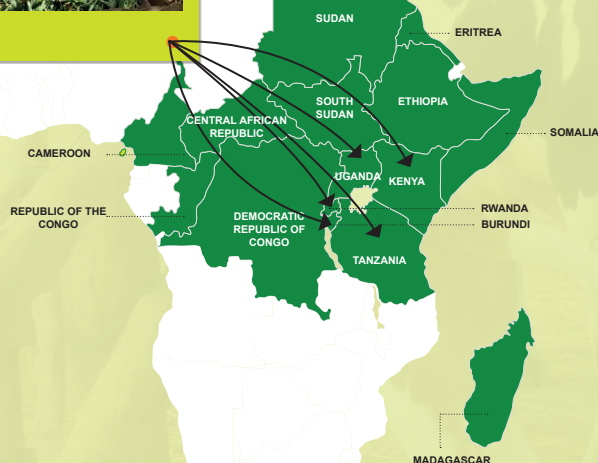 SUDAN
ERITREA
SOUTH
SUDAN
ETHIOPIA
CENTRAL AFRICAN
REPUBLIC
SOMALIA
CAMEROON
UGANDA
KENYA
REPUBLIC OF THE
CONGO
DEMOCRATIC
REPUBLIC OF
CONGO
RWANDA
BURUNDI
TANZANIA
MADAGASCAR